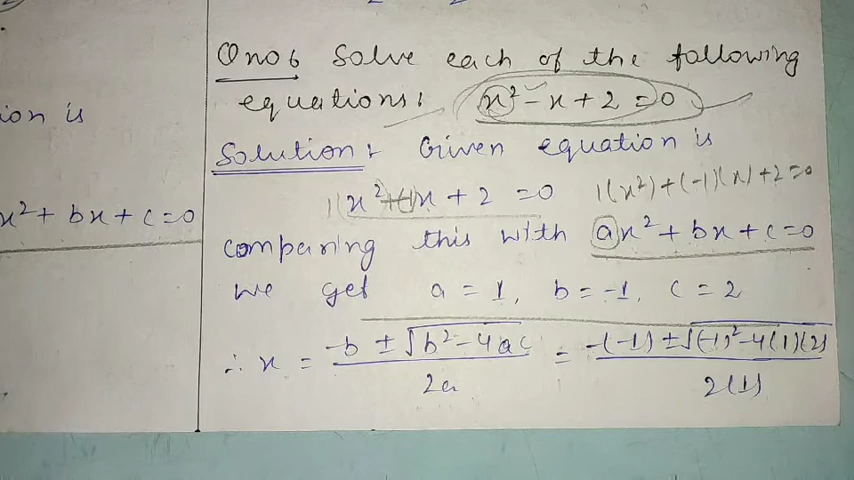 ion is
x² + bx + c = 0
Qno6 Solve each of the following
equations: x² - x + 2 = 0
Solution: Given equation is
1(x² + (-1)x + 2 = 0
1(x²) + (-1)(x) + 2 = 0
comparing this with ax² + bx + c = 0
we get a = 1, b = -1, c = 2
∴ x = -b ± √b² - 4ac / 2a = -(-1) ± √(-1)² - 4(1)(2) / 2(1)